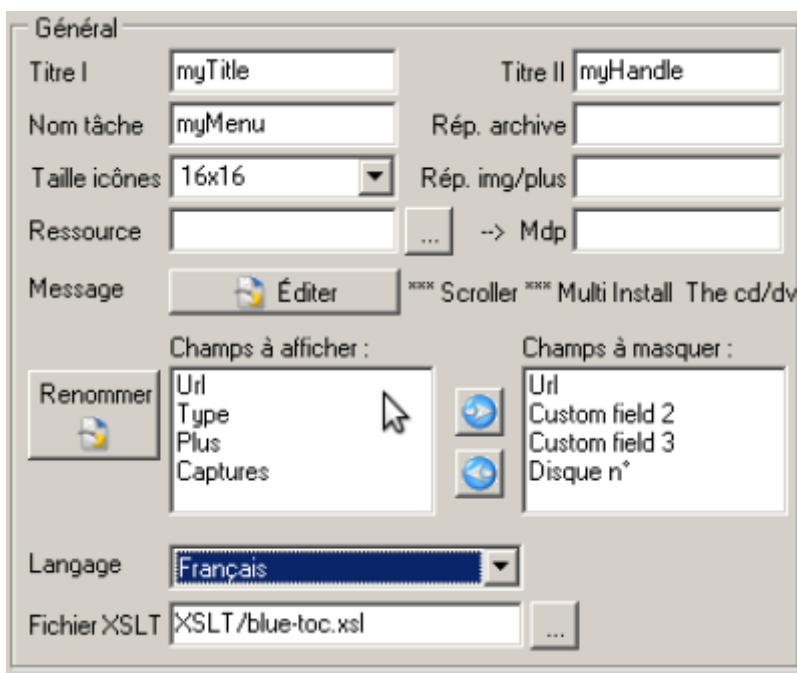 Général
Titre I myTitle Titre II myHandle
Nom tâche myMenu Rép. archive
Taille icônes 16x16 Rép. img/plus
Ressource ... --> Mdp
Message Éditer *** Scroller *** Multi Install The cd/dv
Champs à afficher : Champs à masquer :
Renommer
Url Url
Type Custom field 2
Plus Custom field 3
Captures Disque n°
Langage Français
Fichier XSLT XSLT/blue-toc.xsl ...